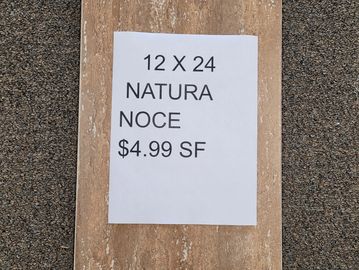 12 X 24
NATURA
NOCE
$4.99 SF